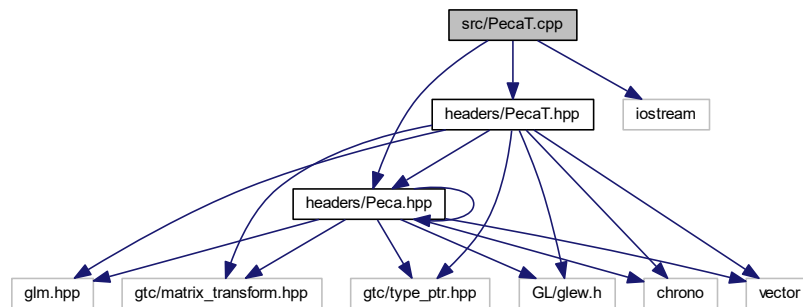 src/PecaT.cpp
headers/PecaT.hpp
iostream
headers/Peca.hpp
glm.hpp
gtc/matrix_transform.hpp
gtc/type_ptr.hpp
GL/glew.h
chrono
vector